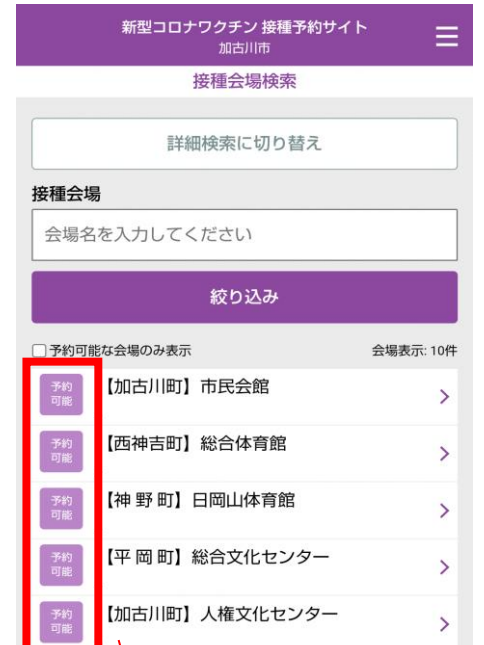 新型コロナワクチン 接種予約サイト
加古川市
接種会場検索
詳細検索に切り替え
接種会場
会場名を入力してください
絞り込み
予約可能な会場のみ表示 会場表示: 10件
予約
可能
【加古川町】市民会館
予約
可能
【西神吉町】総合体育館
予約
可能
【神 野 町】日岡山体育館
予約
可能
【平 岡 町】総合文化センター
予約
可能
【加古川町】人権文化センター